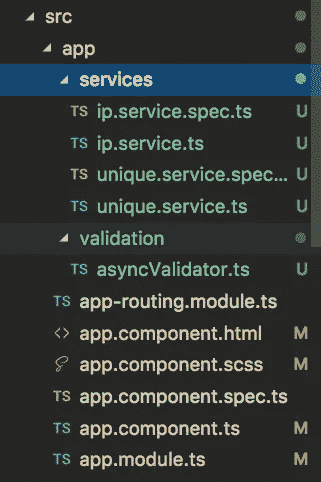 src
app
services
TS ip.service.spec.ts U
TS ip.service.ts U
TS unique.service.spec... U
TS unique.service.ts U
validation
TS asyncValidator.ts U
TS app-routing.module.ts
<> app.component.html M
app.component.scss M
TS app.component.spec.ts
TS app.component.ts M
TS app.module.ts M